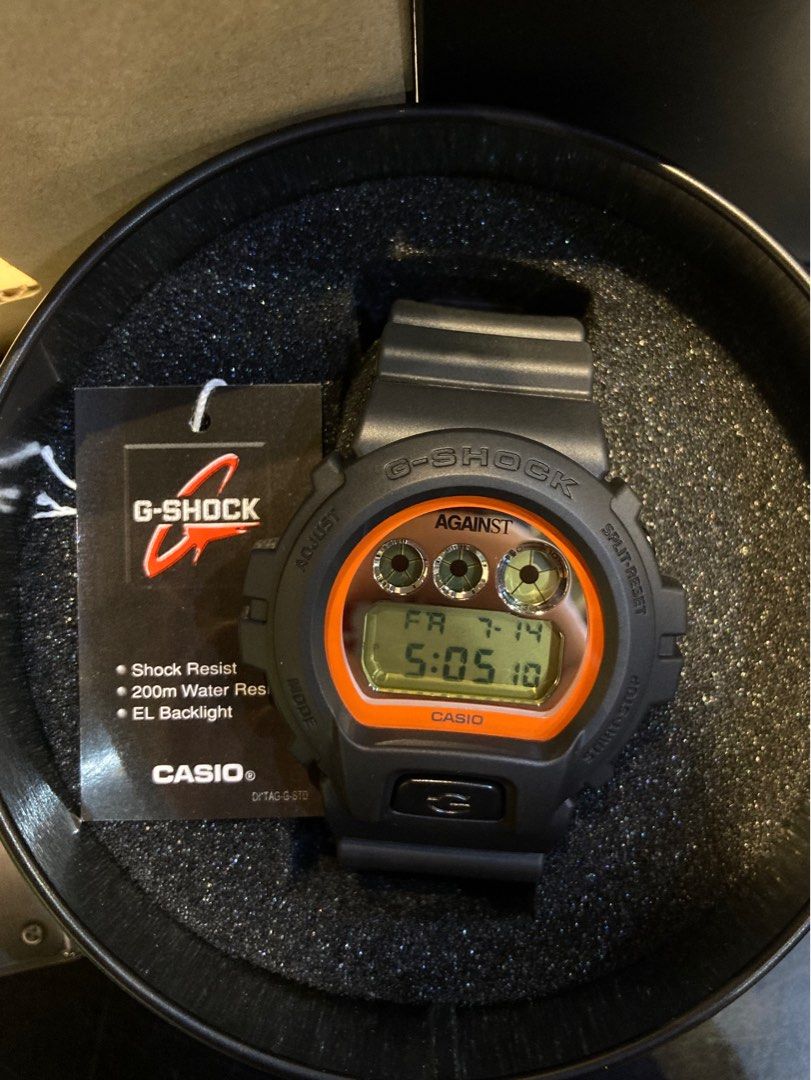 G-SHOCK
• Shock Resist
• 200m Water Resi
• EL Backlight
CASIO®
G-SHOCK
ADJUST
SPLIT·RESET
AGAINST
FA 7-14
5:05 10
CASIO
MODE
START·STOP
G